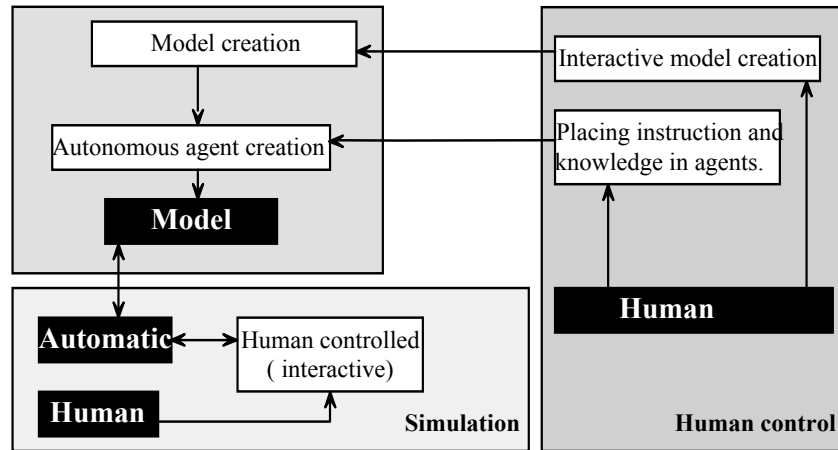 Model creation
Interactive model creation
Autonomous agent creation
Placing instruction and
knowledge in agents.
Model
Human
Automatic
Human controlled
( interactive)
Human
Simulation
Human control